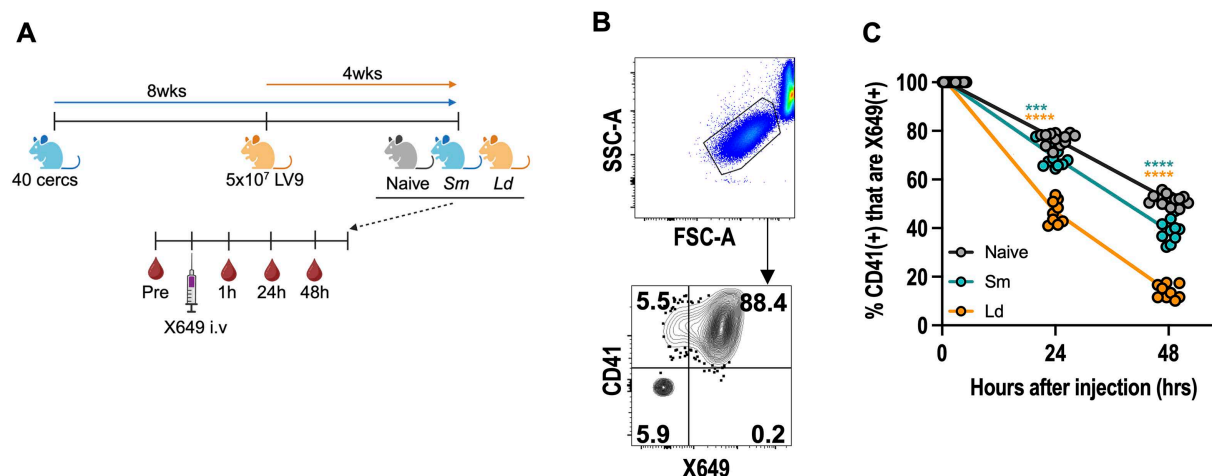 A
8wks
4wks
40 cercs
5x10⁷ LV9
Naive
Sm
Ld
Pre
1h
24h
48h
X649 i.v
B
SSC-A
FSC-A
5.5
88.4
CD41
5.9
0.2
X649
C
% CD41(+) that are X649(+)
100
80
60
40
20
0
***
****
****
****
Naive
Sm
Ld
0
24
48
Hours after injection (hrs)